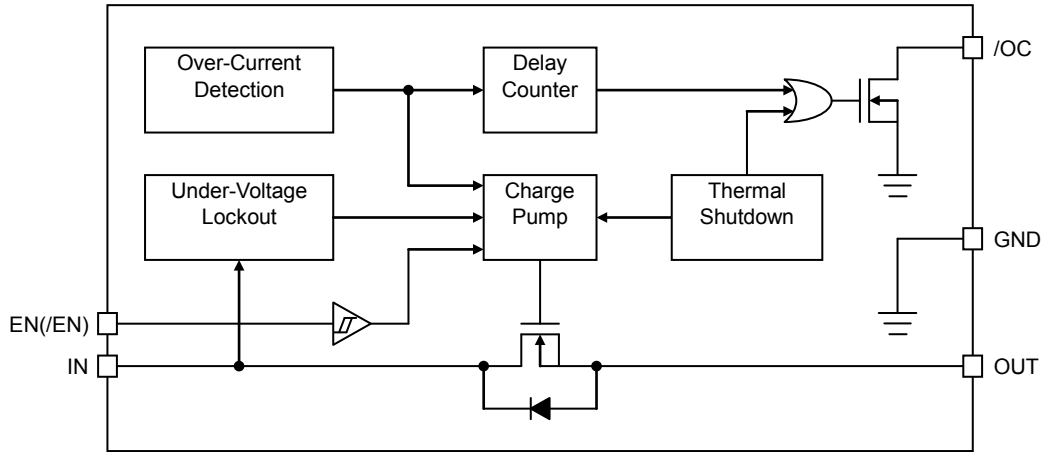 Over-Current
Detection
Delay
Counter
/OC
Under-Voltage
Lockout
Charge
Pump
Thermal
Shutdown
GND
EN(/EN)
IN
OUT